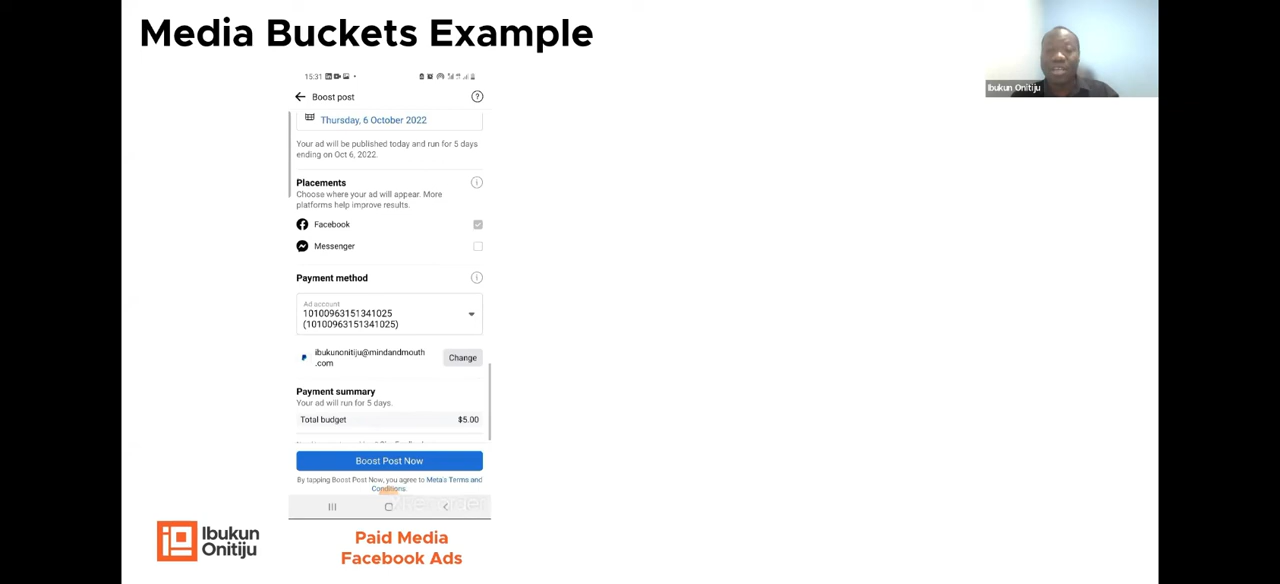 Media Buckets Example
Ibukun Onitiju
15:31
Boost post
Thursday, 6 October 2022
Your ad will be published today and run for 5 days
ending on Oct 6, 2022.
Placements
Choose where your ad will appear. More
platforms help improve results.
Facebook
Messenger
Payment method
Ad account
10100963151341025
(10100963151341025)
ibukunonitiju@mindandmouth
.com
Change
Payment summary
Your ad will run for 5 days.
Total budget $5.00
Boost Post Now
By tapping Boost Post Now, you agree to Meta's Terms and
Conditions.
Ibukun
Onitiju
Paid Media
Facebook Ads